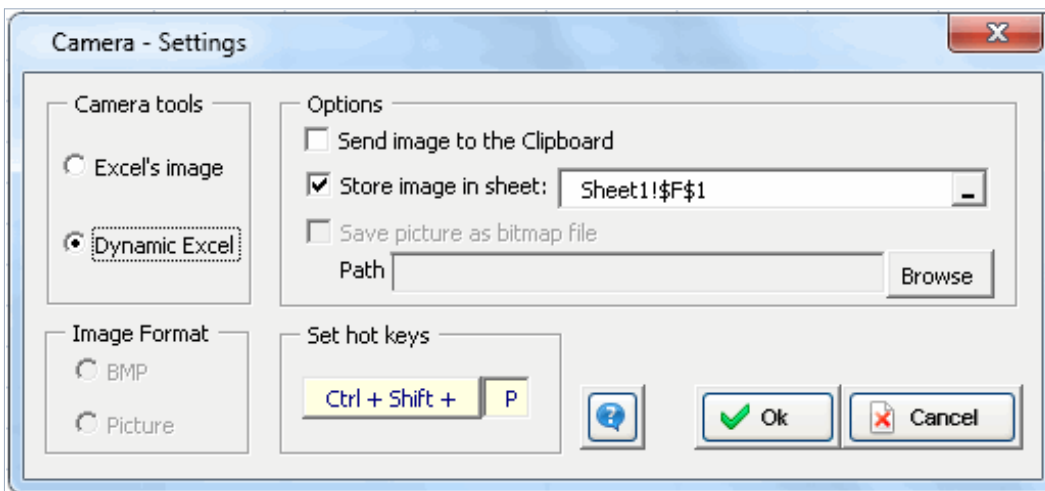 Camera - Settings
Camera tools
Excel's image
Dynamic Excel
Options
Send image to the Clipboard
Store image in sheet: Sheet1!$F$1
Save picture as bitmap file
Path Browse
Image Format
BMP
Picture
Set hot keys
Ctrl + Shift + P
Ok Cancel